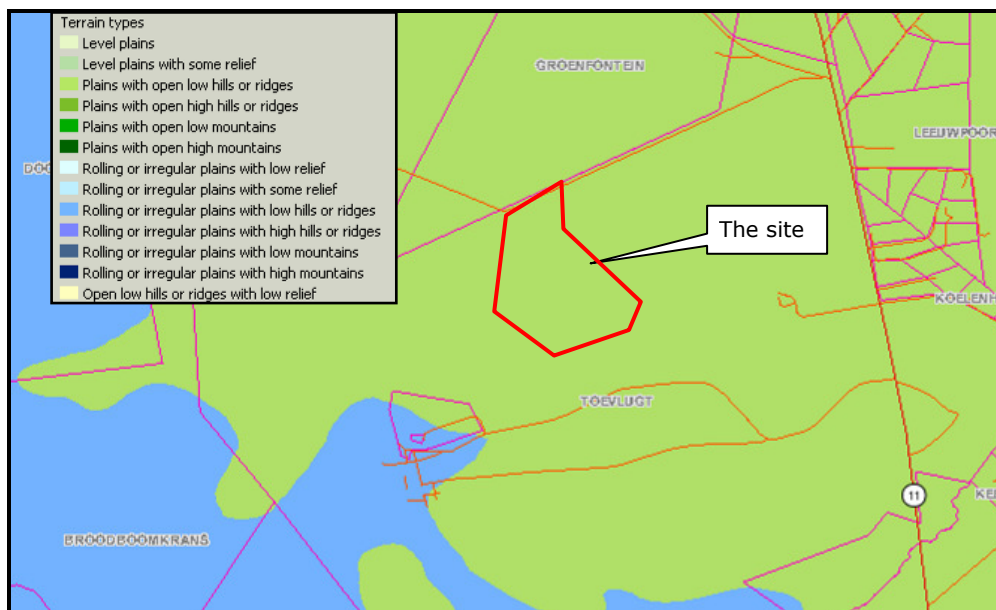 Terrain types
Level plains
Level plains with some relief
Plains with open low hills or ridges
Plains with open high hills or ridges
Plains with open low mountains
Plains with open high mountains
Rolling or irregular plains with low relief
Rolling or irregular plains with some relief
Rolling or irregular plains with low hills or ridges
Rolling or irregular plains with high hills or ridges
Rolling or irregular plains with low mountains
Rolling or irregular plains with high mountains
Open low hills or ridges with low relief
GROENFONTEIN
LEEUWPOOR
DOO
The site
KOELENH
TOEVLUGT
11
KE
BROODBOOMKRANS